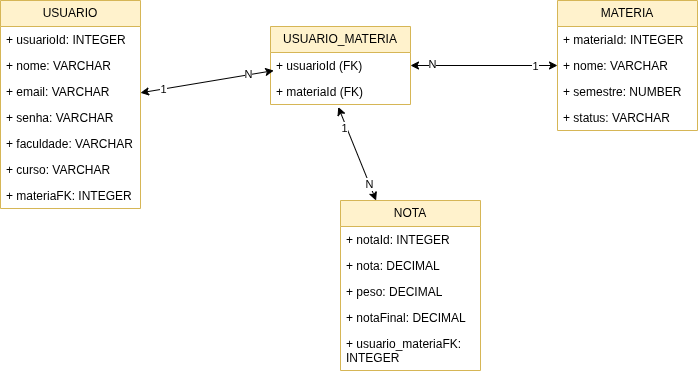 USUARIO
+ usuarioId: INTEGER
+ nome: VARCHAR
+ email: VARCHAR
+ senha: VARCHAR
+ faculdade: VARCHAR
+ curso: VARCHAR
+ materiaFK: INTEGER
1
N
USUARIO_MATERIA
+ usuariold (FK)
+ materiald (FK)
N
1
MATERIA
+ materiaId: INTEGER
+ nome: VARCHAR
+ semestre: NUMBER
+ status: VARCHAR
1
N
NOTA
+ notaId: INTEGER
+ nota: DECIMAL
+ peso: DECIMAL
+ notaFinal: DECIMAL
+ usuario_materiaFK:
INTEGER